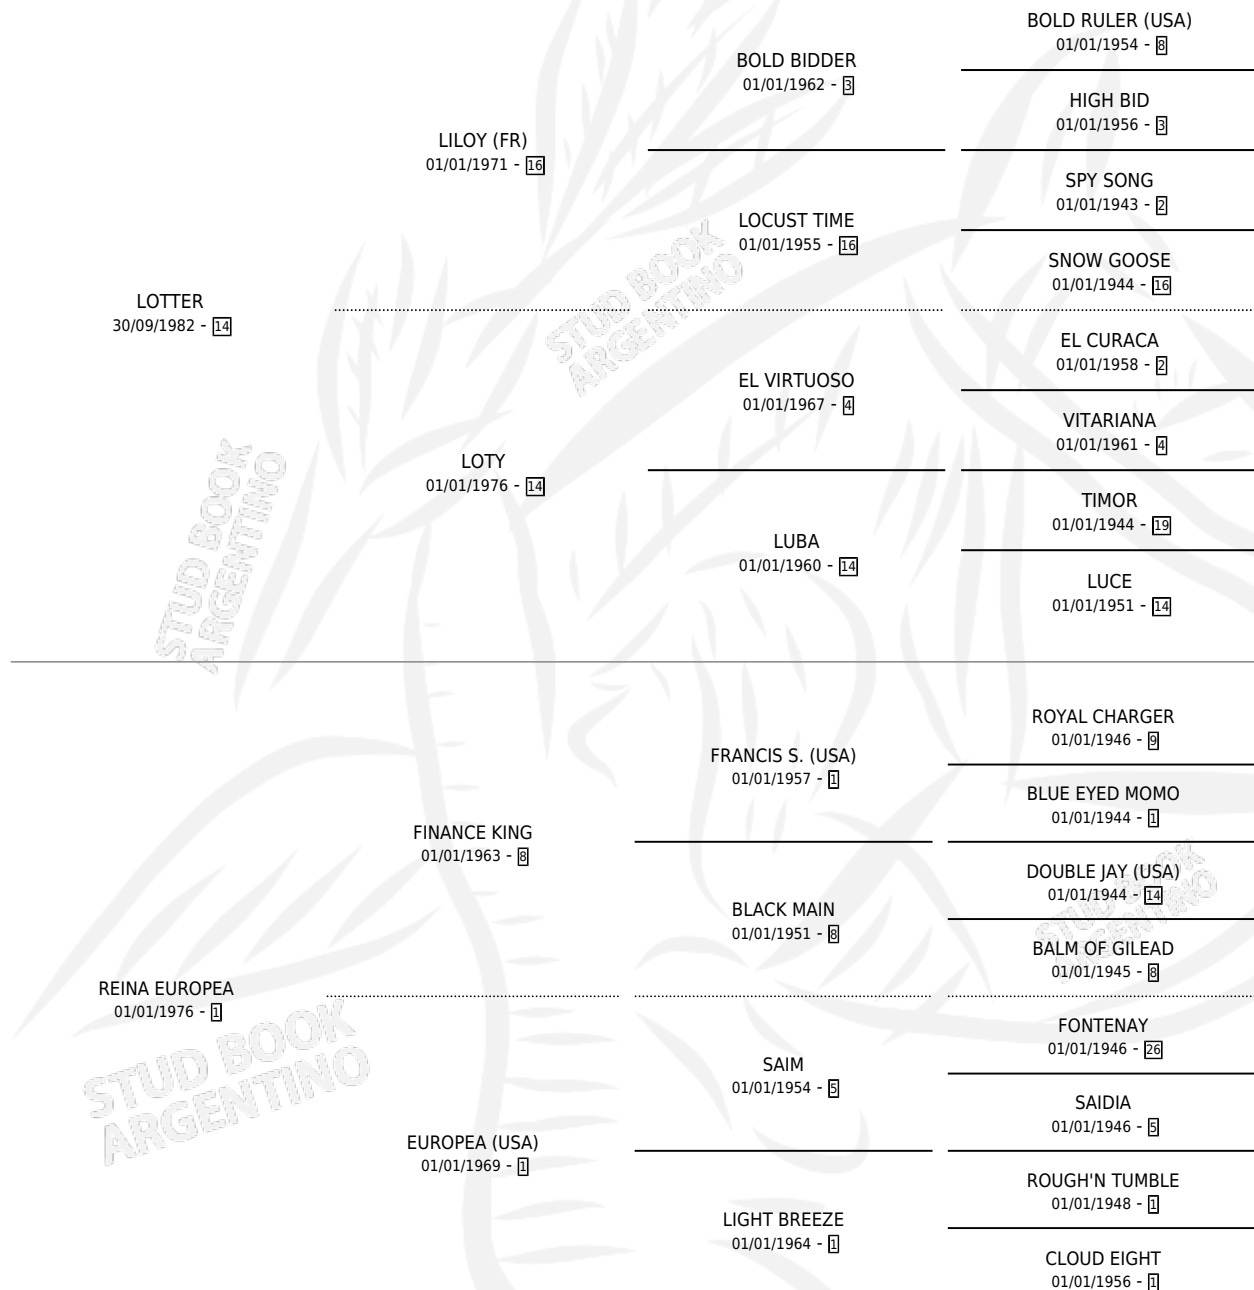 BOLD RULER (USA)
01/01/1954 - 8
BOLD BIDDER
01/01/1962 - 3
HIGH BID
01/01/1956 - 3
LILOY (FR)
01/01/1971 - 16
SPY SONG
01/01/1943 - 2
LOCUST TIME
01/01/1955 - 16
SNOW GOOSE
01/01/1944 - 16
LOTTER
30/09/1982 - 14
EL CURACA
01/01/1958 - 2
EL VIRTUOSO
01/01/1967 - 4
VITARIANA
01/01/1961 - 4
LOTY
01/01/1976 - 14
TIMOR
01/01/1944 - 19
LUBA
01/01/1960 - 14
LUCE
01/01/1951 - 14
ROYAL CHARGER
01/01/1946 - 9
FRANCIS S. (USA)
01/01/1957 - 1
BLUE EYED MOMO
01/01/1944 - 1
FINANCE KING
01/01/1963 - 8
DOUBLE JAY (USA)
01/01/1944 - 14
BLACK MAIN
01/01/1951 - 8
BALM OF GILEAD
01/01/1945 - 8
REINA EUROPEA
01/01/1976 - 1
FONTENAY
01/01/1946 - 26
SAIM
01/01/1954 - 5
SAIDIA
01/01/1946 - 5
EUROPEA (USA)
01/01/1969 - 1
ROUGH'N TUMBLE
01/01/1948 - 1
LIGHT BREEZE
01/01/1964 - 1
CLOUD EIGHT
01/01/1956 - 1
STUD BOOK
ARGENTINO
STUD BOOK
ARGENTINO
STUD BOOK
ARGENTINO
STUD BOOK
ARGENTINO